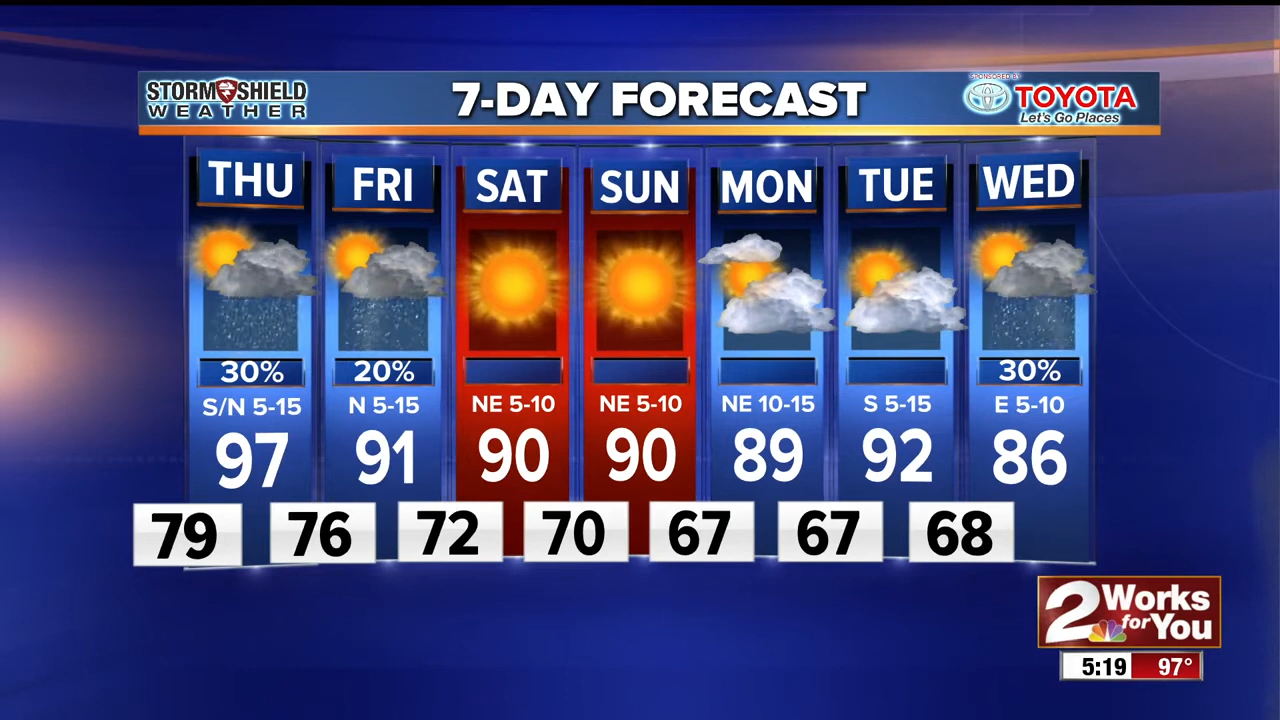 SPONSORED BY
STORM SHIELD
WEATHER
7-DAY FORECAST
TOYOTA
Let's Go Places
THU FRI SAT SUN MON TUE WED
30% 20% 30%
S/N 5-15 N 5-15 NE 5-10 NE 5-10 NE 10-15 S 5-15 E 5-10
97 91 90 90 89 92 86
79 76 72 70 67 67 68
2 Works
for You
5:19 97°